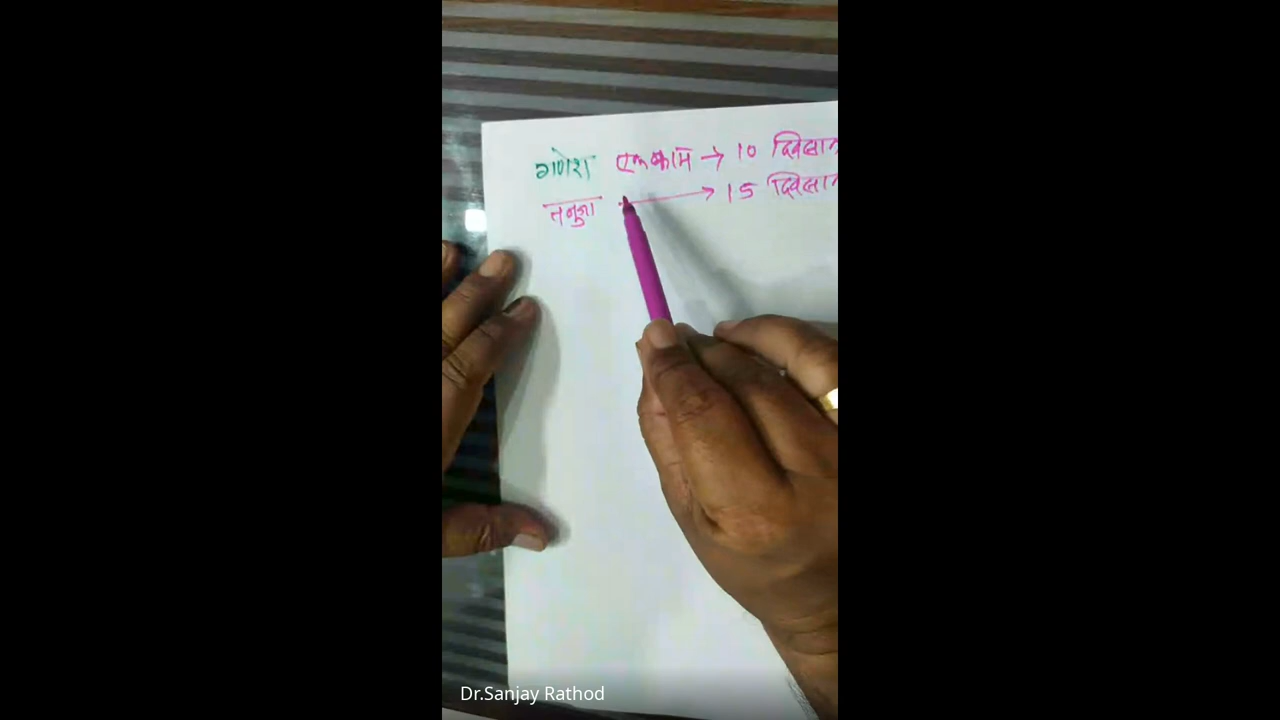 गणेश एक काम → 10 दिवसात
तनुजा → 15 दिवसात
Dr.Sanjay Rathod